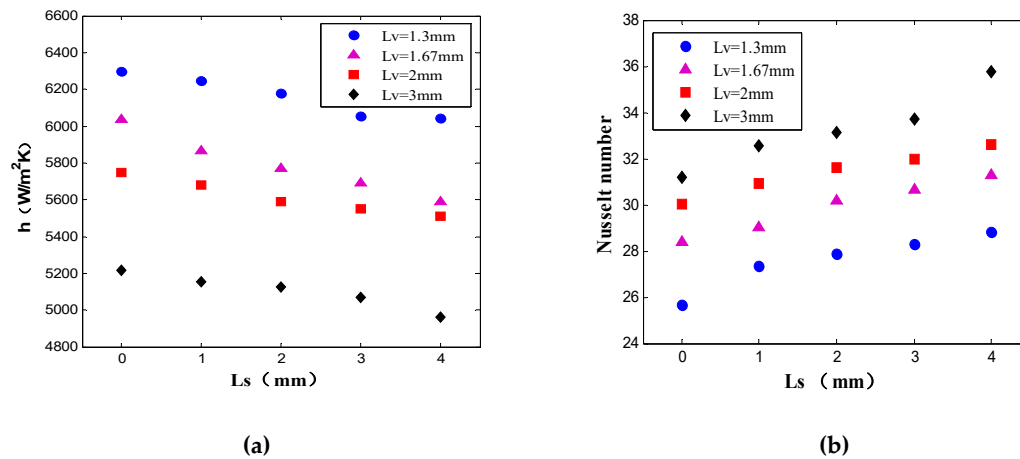 6600
6400
6200
6000
5800
5600
5400
5200
5000
4800
h (W/m²K)
0 1 2 3 4
Ls (mm)
Lv=1.3mm
Lv=1.67mm
Lv=2mm
Lv=3mm
(a)
38
36
34
32
30
28
26
24
Nusselt number
0 1 2 3 4
Ls (mm)
Lv=1.3mm
Lv=1.67mm
Lv=2mm
Lv=3mm
(b)